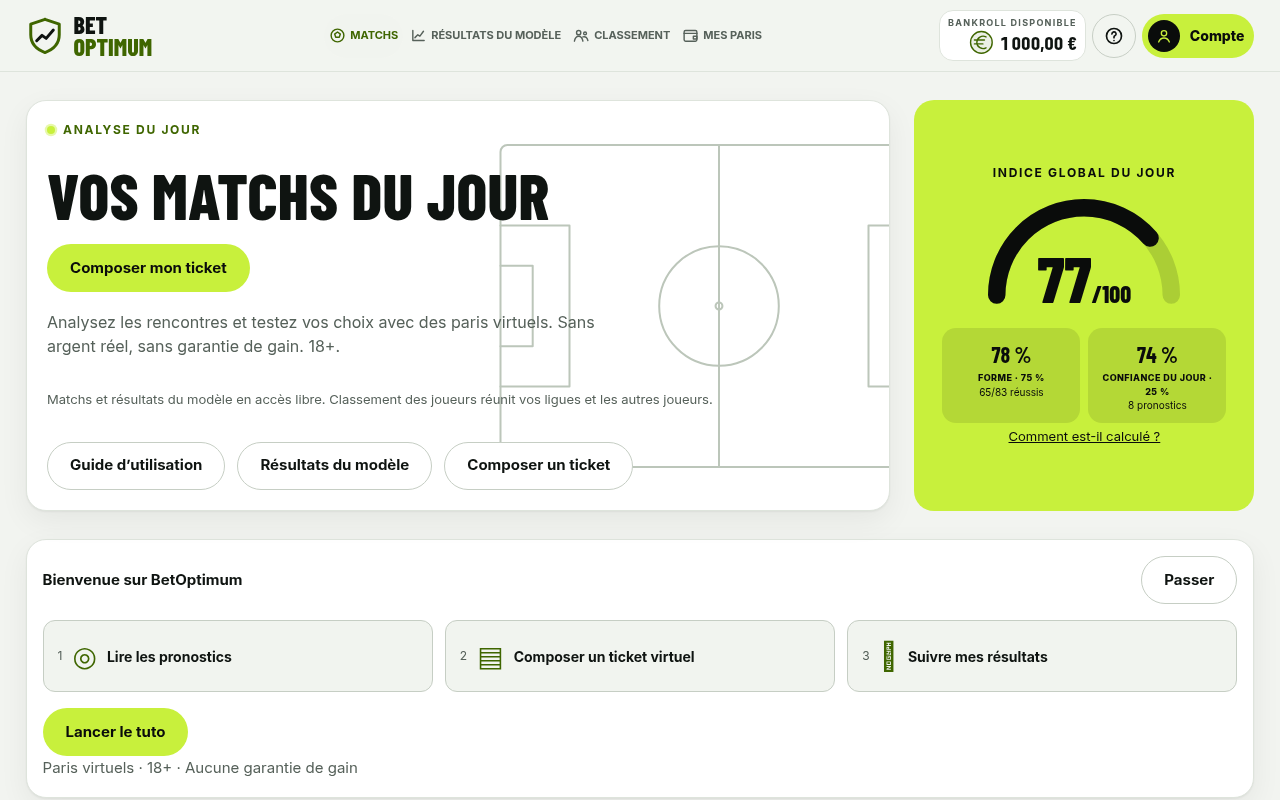 BET
OPTIMUM
MATCHS
RÉSULTATS DU MODÈLE
CLASSEMENT
MES PARIS
BANKROLL DISPONIBLE
1 000,00 €
Compte
ANALYSE DU JOUR
VOS MATCHS DU JOUR
Composer mon ticket
Analysez les rencontres et testez vos choix avec des paris virtuels. Sans
argent réel, sans garantie de gain. 18+.
Matchs et résultats du modèle en accès libre. Classement des joueurs réunit vos ligues et les autres joueurs.
Guide d’utilisation
Résultats du modèle
Composer un ticket
INDICE GLOBAL DU JOUR
77/100
78 %
FORME · 75 %
65/83 réussis
74 %
CONFIANCE DU JOUR ·
25 %
8 pronostics
Comment est-il calculé ?
Bienvenue sur BetOptimum
Passer
1 Lire les pronostics
2 Composer un ticket virtuel
3 Suivre mes résultats
Lancer le tuto
Paris virtuels · 18+ · Aucune garantie de gain